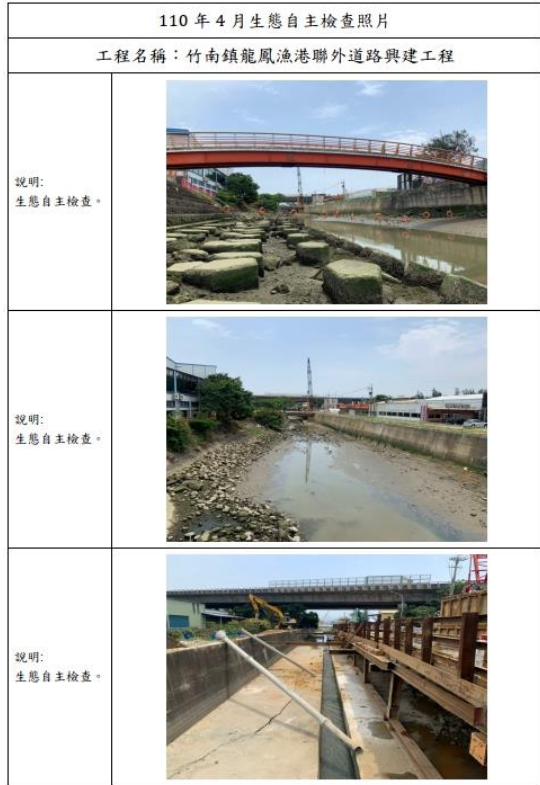 110 年 4 月生態自主檢查照片
工程名稱：竹南鎮龍鳳漁港聯外道路興建工程
說明:
生態自主檢查。
說明:
生態自主檢查。
說明:
生態自主檢查。